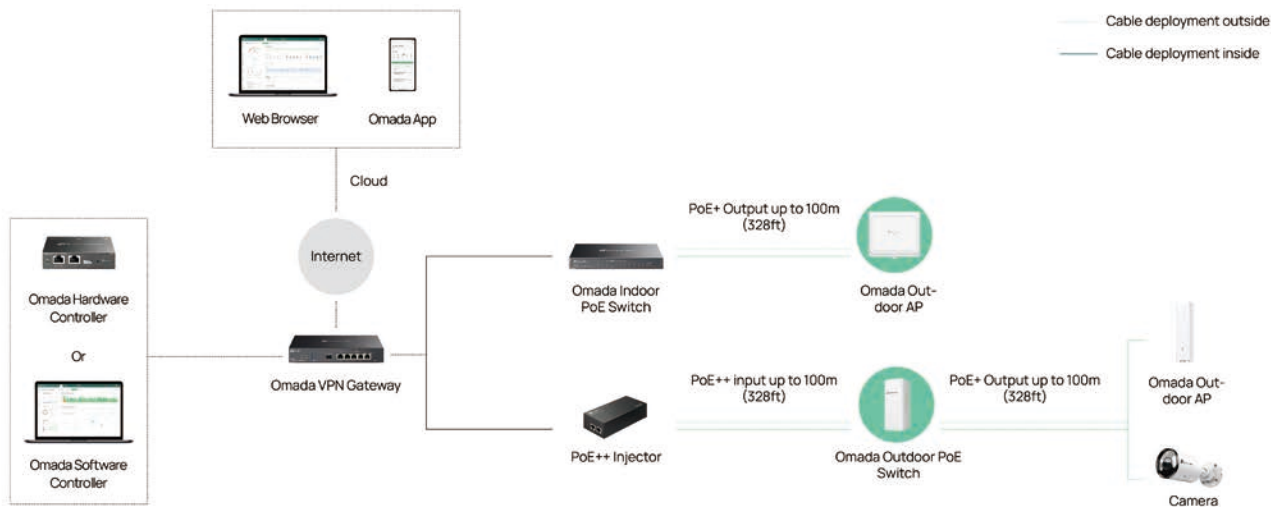 Cable deployment outside
Cable deployment inside
Web Browser
Omada App
Cloud
Internet
Omada Hardware
Controller
Or
Omada Software
Controller
Omada VPN Gateway
Omada Indoor
PoE Switch
PoE+ Output up to 100m
(328ft)
Omada Out-
door AP
PoE++ Injector
PoE++ input up to 100m
(328ft)
Omada Outdoor PoE
Switch
PoE+ Output up to 100m
(328ft)
Omada Out-
door AP
Camera